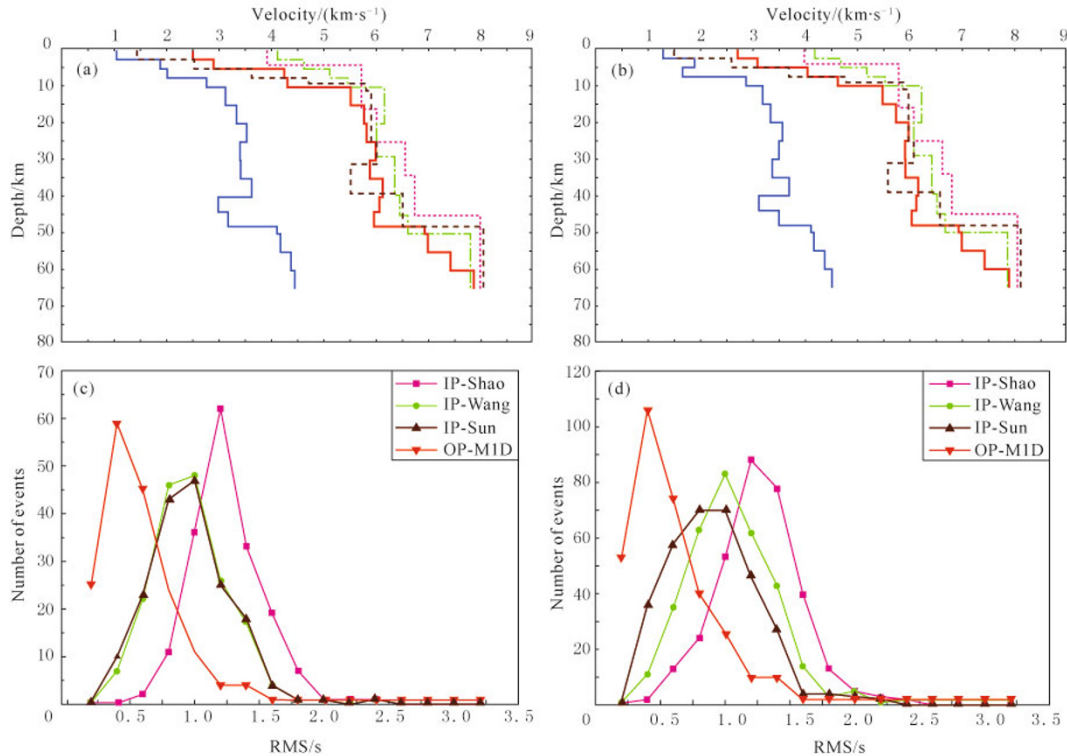 Velocity/(km·s⁻¹)
0 1 2 3 4 5 6 7 8 9
0
10
20
30
40
50
60
70
80
Depth/km
(a)
Velocity/(km·s⁻¹)
1 2 3 4 5 6 7 8 9
0
10
20
30
40
50
60
70
80
Depth/km
(b)
70
60
50
40
30
20
10
0
Number of events
(c)
IP-Shao
IP-Wang
IP-Sun
OP-M1D
0.5 1.0 1.5 2.0 2.5 3.0 3.5
RMS/s
120
100
80
60
40
20
0
Number of events
(d)
IP-Shao
IP-Wang
IP-Sun
OP-M1D
0.5 1.0 1.5 2.0 2.5 3.0 3.5
RMS/s